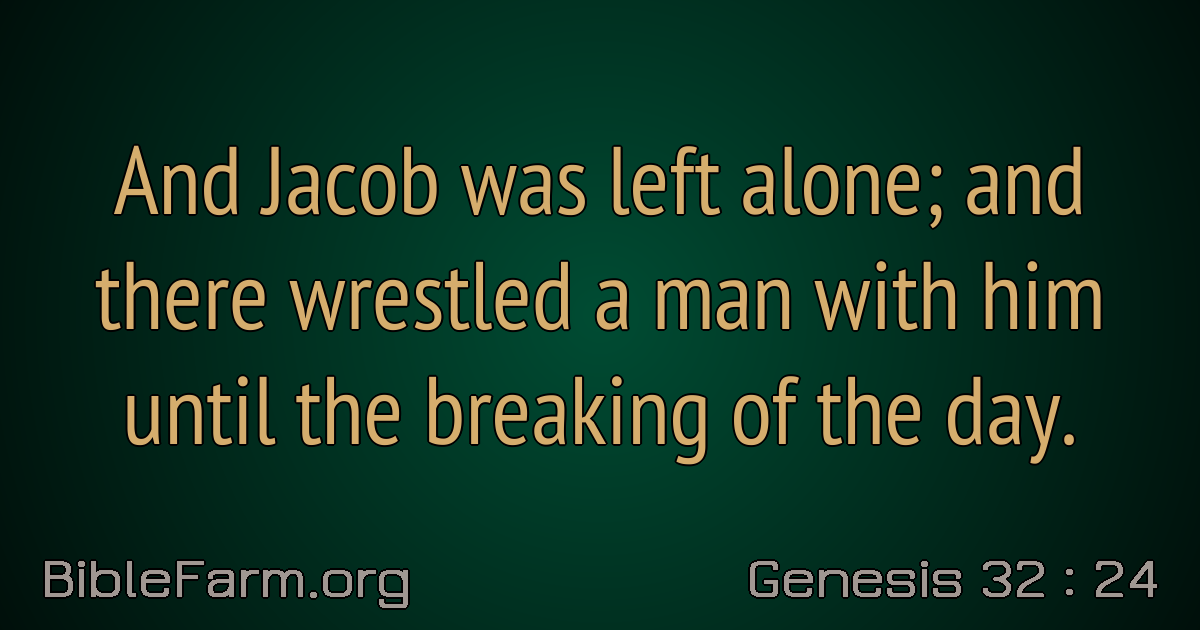 And Jacob was left alone; and
there wrestled a man with him
until the breaking of the day.
BibleFarm.org
Genesis 32 : 24